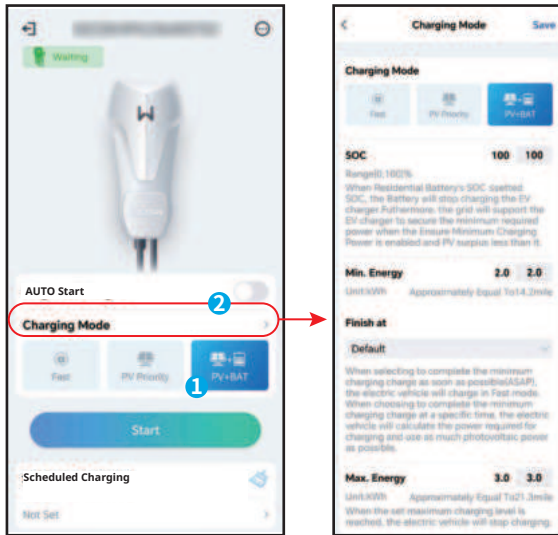 Waiting
W
AUTO Start
2
Charging Mode
Fast
PV Priority
PV+BAT
1
Start
Scheduled Charging
Not Set
Charging Mode
Save
Charging Mode
Fast
PV Priority
PV+BAT
SOC
100 100
Range[0,100]%
When Residential Battery's SOC
SOC, the Battery will stop charging the EV
charger.Futhermore, the grid will support the
EV charger to secure the minimum required
power when the Ensure Minimum Charging
Power is enabled and PV surplus less than it.
Min. Energy
2.0 2.0
Unit:kWh
Approximately Equal To14.2mile
Finish at
Default
When selecting to complete the minimum
charging charge as soon as possible(ASAP),
the electric vehicle will charge in Fast mode.
When choosing to complete the minimum
charging charge at a specific time, the electric
vehicle will calculate the power required for
charging and use as much photovoltaic power
as possible.
Max. Energy
3.0 3.0
Unit:kWh
Approximately Equal To21.3mile
When the set maximum charging level is
reached, the electric vehicle will stop charging.